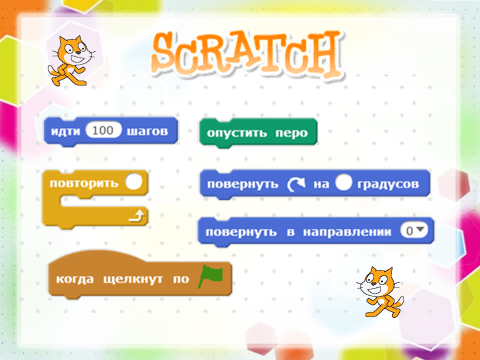 SCRATCH
идти 100 шагов
опустить перо
повторить
повернуть на градусов
повернуть в направлении 0
когда щелкнут по